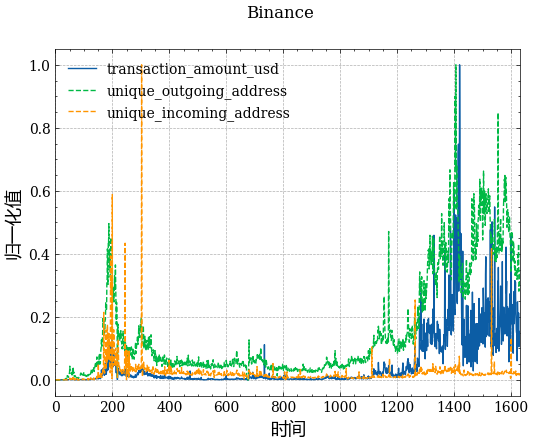 Binance
transaction_amount_usd
unique_outgoing_address
unique_incoming_address
归一化值
1.0
0.8
0.6
0.4
0.2
0.0
0 200 400 600 800 1000 1200 1400 1600
时间